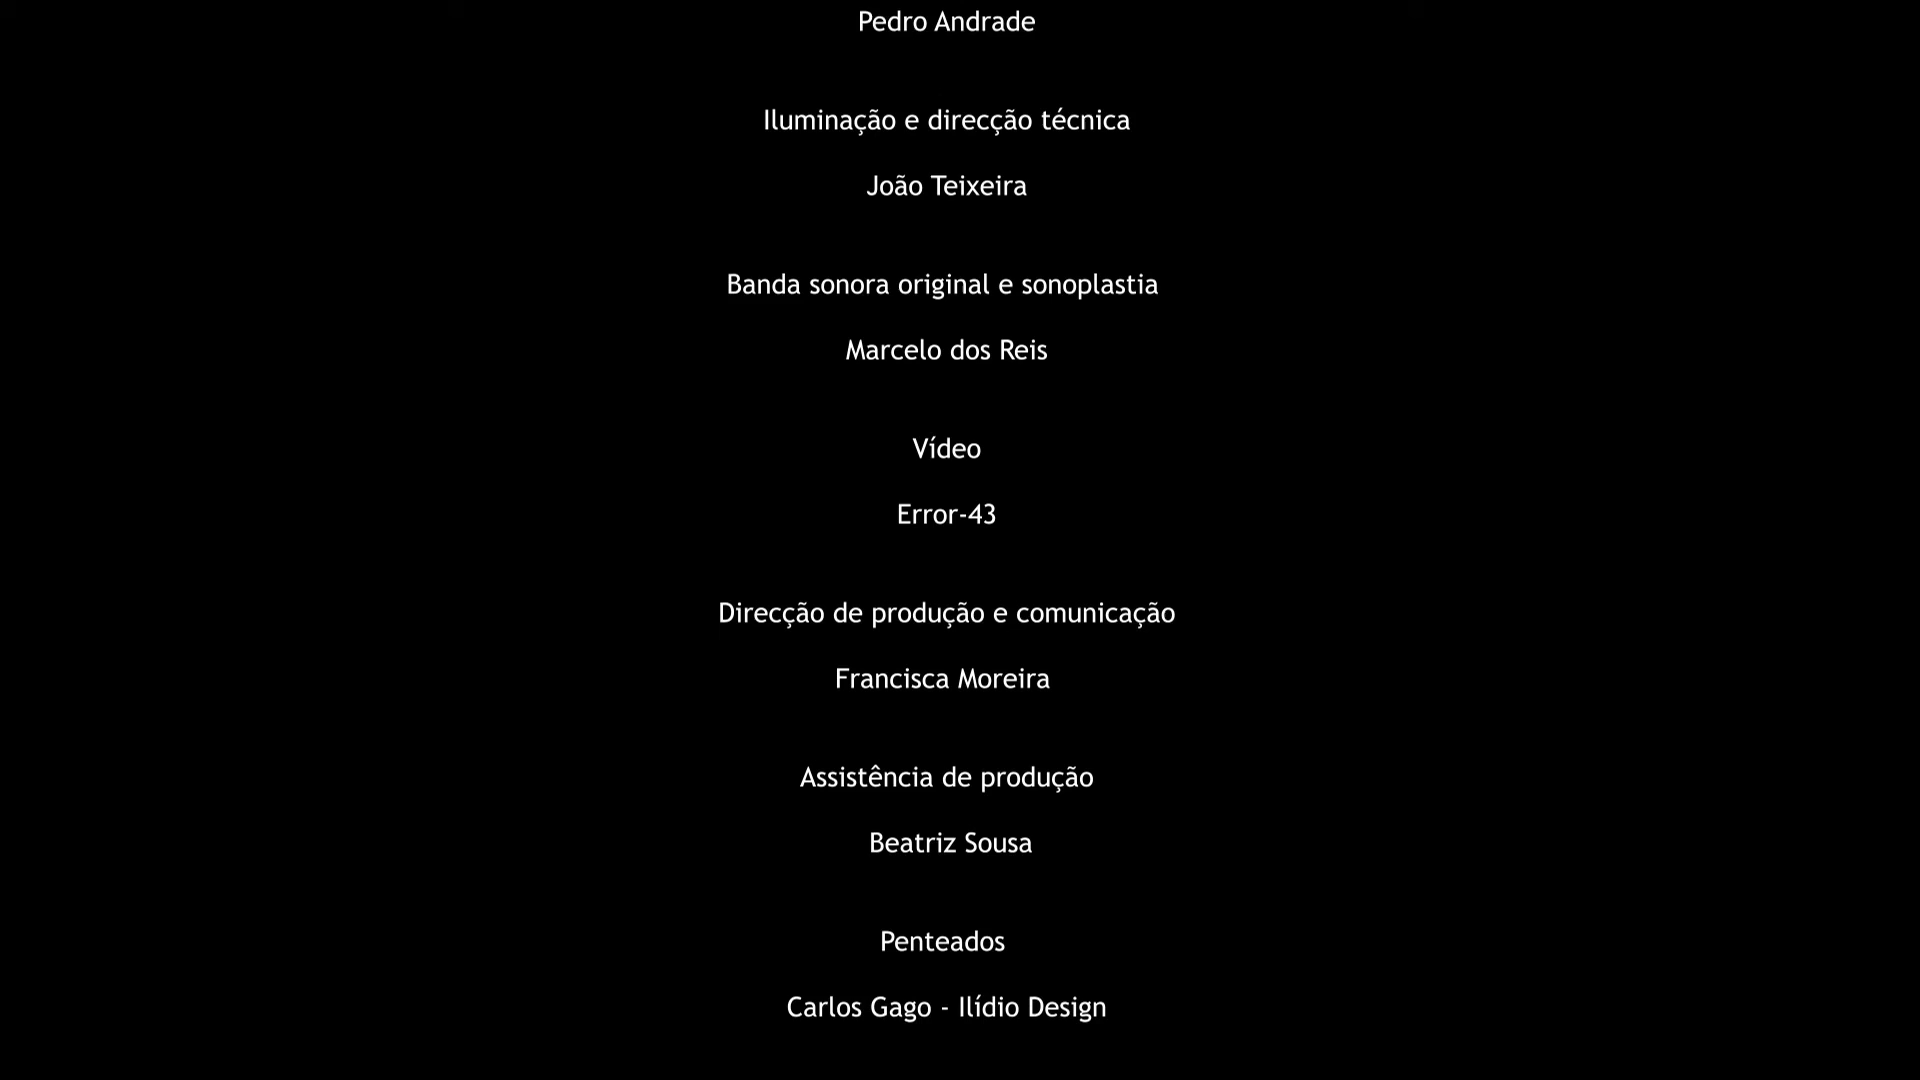 Pedro Andrade
Iluminação e direcção técnica
João Teixeira
Banda sonora original e sonoplastia
Marcelo dos Reis
Vídeo
Error-43
Direcção de produção e comunicação
Francisca Moreira
Assistência de produção
Beatriz Sousa
Penteados
Carlos Gago - Ilídio Design